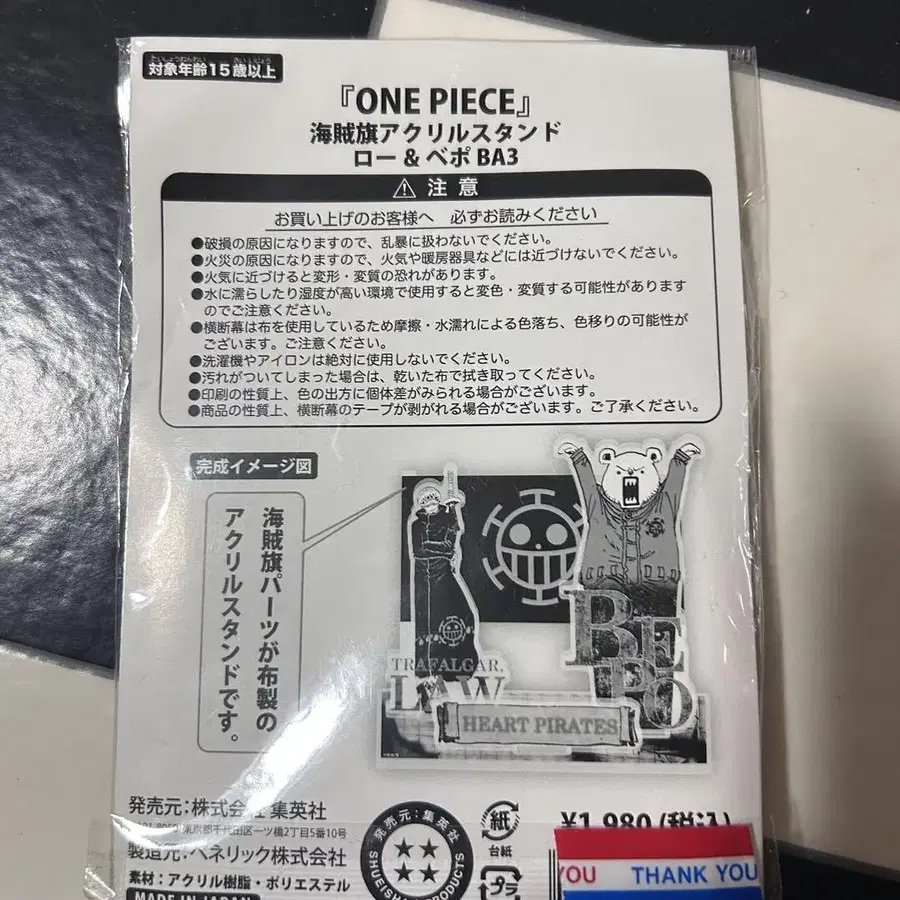 対象年齢15歳以上
『ONE PIECE』
海賊旗アクリルスタンド
ロー & ベポ BA3
注意
お買い上げのお客様へ 必ずお読みください
●破損の原因になりますので、乱暴に扱わないでください。
●火災の原因になりますので、火気や暖房器具などには近づけないでください。
●火気に近づけると変形・変質の恐れがあります。
●水に濡らしたり湿度が高い環境で使用すると変色・変質する可能性があります
のでご注意ください。
●横断幕は布を使用しているため摩擦・水濡れによる色落ち、色移りの可能性が
ございます。ご注意ください。
●洗濯機やアイロンは絶対に使用しないでください。
●汚れがついてしまった場合は、乾いた布で拭き取ってください。
●印刷の性質上、色の出方に個体差がみられる場合がございます。
●商品の性質上、横断幕のテープが剥がれる場合がございます。ご了承ください。
完成イメージ図
海賊旗パーツが布製の
アクリルスタンドです。
TRAFALGAR.
LAW
BE
PO
HEART PIRATES
発売元:株式会社 集英社
東京都千代田区一ツ橋2丁目5番10号
製造元:ベネリック株式会社
素材:アクリル樹脂・ポリエステル
MADE IN JAPAN
発売元:集英社
SHUEISHA PRODUCTS
紙
台紙
プラ
¥1,980 (税込)
YOU THANK YOU